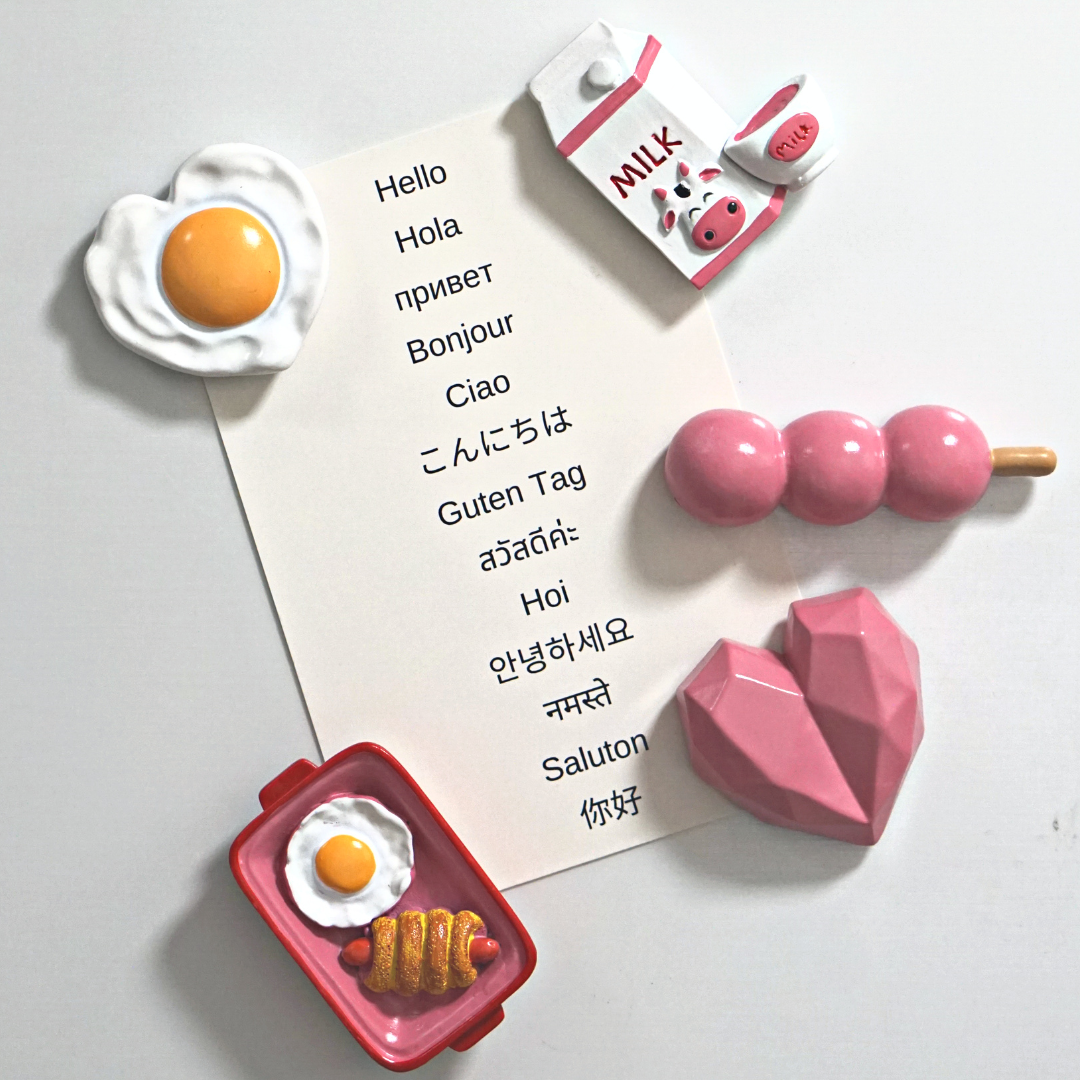 MILK
milk
Hello
Hola
привет
Bonjour
Ciao
こんにちは
Guten Tag
สวัสดีค่ะ
Hoi
안녕하세요
नमस्ते
Saluton
你好